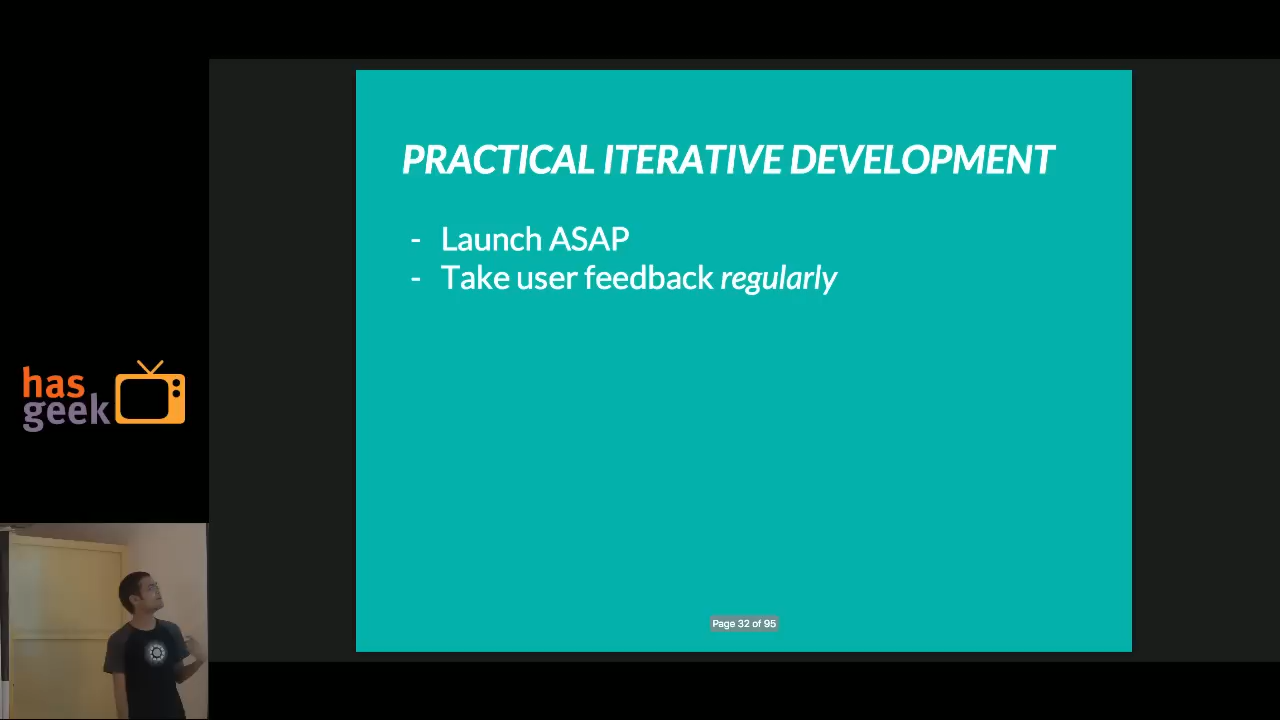 PRACTICAL ITERATIVE DEVELOPMENT
- Launch ASAP
- Take user feedback regularly
has
geek
Page 32 of 95